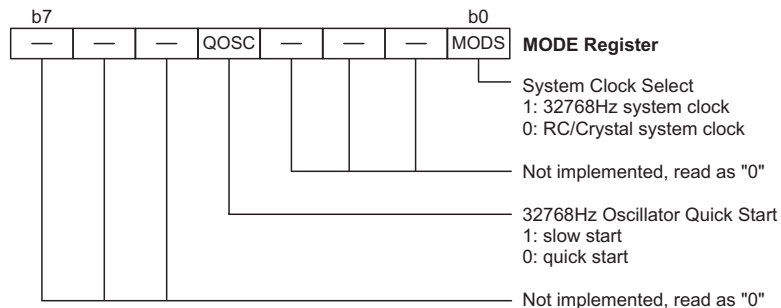 b7 b0
— — — QOSC — — — MODS MODE Register
System Clock Select
1: 32768Hz system clock
0: RC/Crystal system clock
Not implemented, read as "0"
32768Hz Oscillator Quick Start
1: slow start
0: quick start
Not implemented, read as "0"